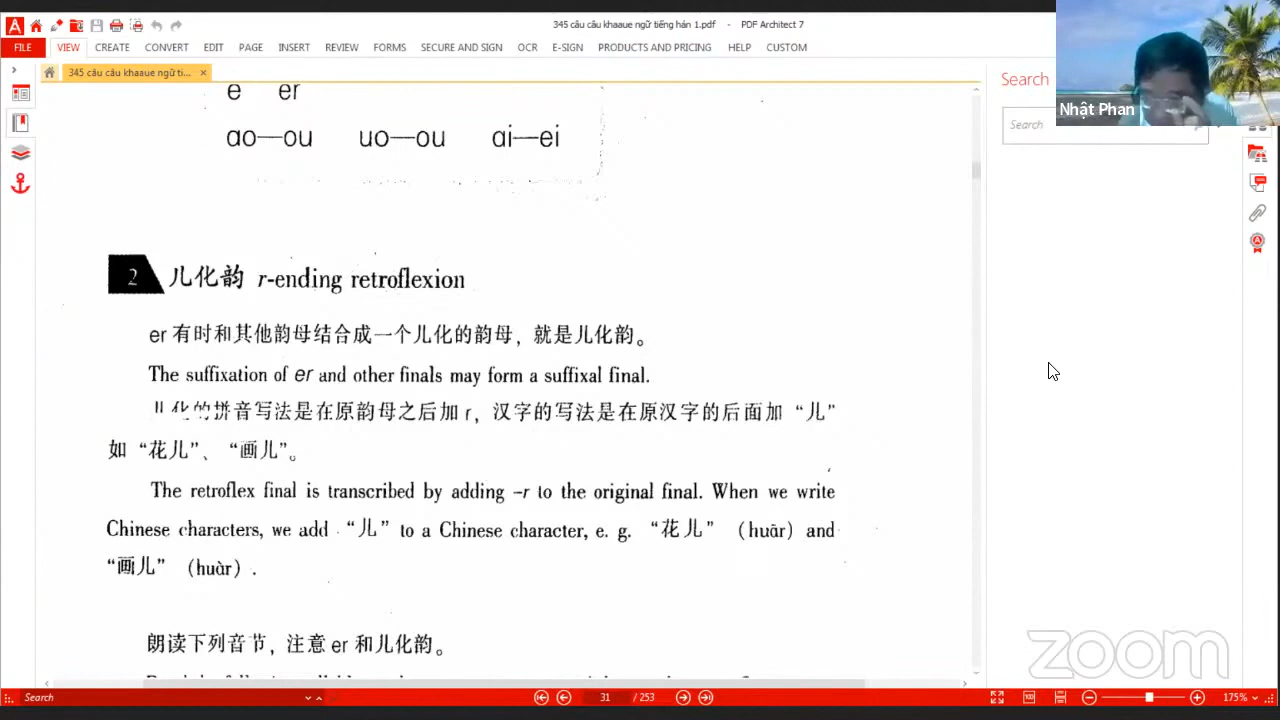 345 câu câu khaaue ngữ tiếng hán 1.pdf - PDF Architect 7
FILE VIEW CREATE CONVERT EDIT PAGE INSERT REVIEW FORMS SECURE AND SIGN OCR E-SIGN PRODUCTS AND PRICING HELP CUSTOM
345 câu câu khaaue ngữ ti...
Search
Search
Nhật Phan
e er
ao—ou uo—ou ai—ei
2 儿化韵 r-ending retroflexion
er 有时和其他韵母结合成一个儿化的韵母，就是儿化韵。
The suffixation of er and other finals may form a suffixal final.
儿化的拼音写法是在原韵母之后加 r，汉字的写法是在原汉字的后面加 “儿”
如 “花儿”、“画儿”。
The retroflex final is transcribed by adding –r to the original final. When we write
Chinese characters, we add “儿” to a Chinese character, e. g. “花儿” (huār) and
“画儿” (huàr) .
朗读下列音节，注意 er 和儿化韵。
zoom
Search 31 / 253 175%